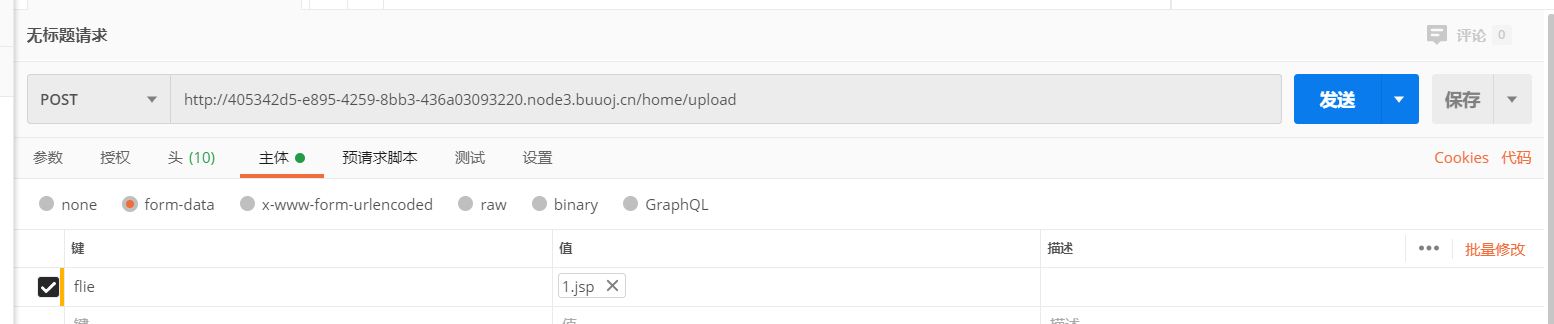 无标题请求
评论 0
POST http://405342d5-e895-4259-8bb3-436a03093220.node3.buuoj.cn/home/upload 发送 保存
参数 授权 头 (10) 主体 预请求脚本 测试 设置 Cookies 代码
none form-data x-www-form-urlencoded raw binary GraphQL
键 值 描述 批量修改
flie 1.jsp
键 值 描述